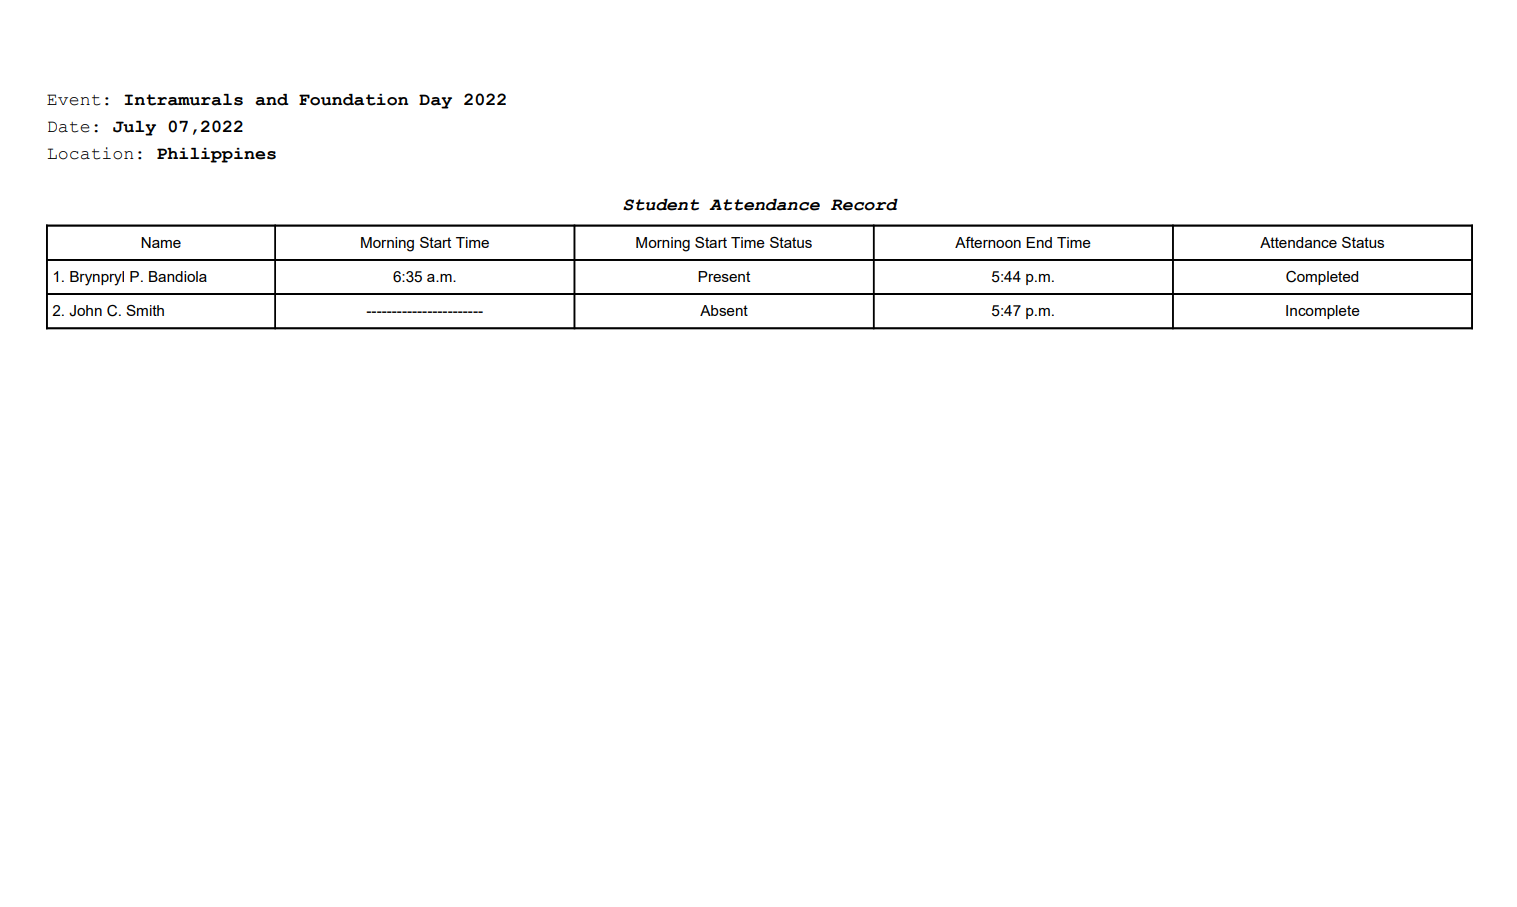 Event: Intramurals and Foundation Day 2022
Date: July 07,2022
Location: Philippines
Student Attendance Record
Name Morning Start Time Morning Start Time Status Afternoon End Time Attendance Status
1. Brynpryl P. Bandiola 6:35 a.m. Present 5:44 p.m. Completed
2. John C. Smith ----------------------- Absent 5:47 p.m. Incomplete